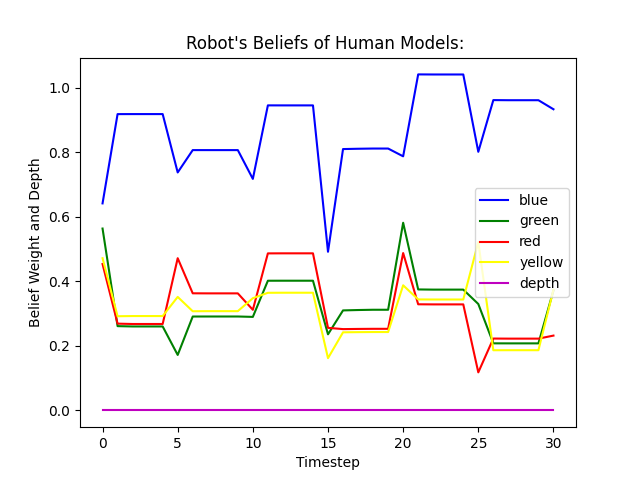 Robot's Beliefs of Human Models:
Belief Weight and Depth
1.0
0.8
0.6
0.4
0.2
0.0
blue
green
red
yellow
depth
0 5 10 15 20 25 30
Timestep